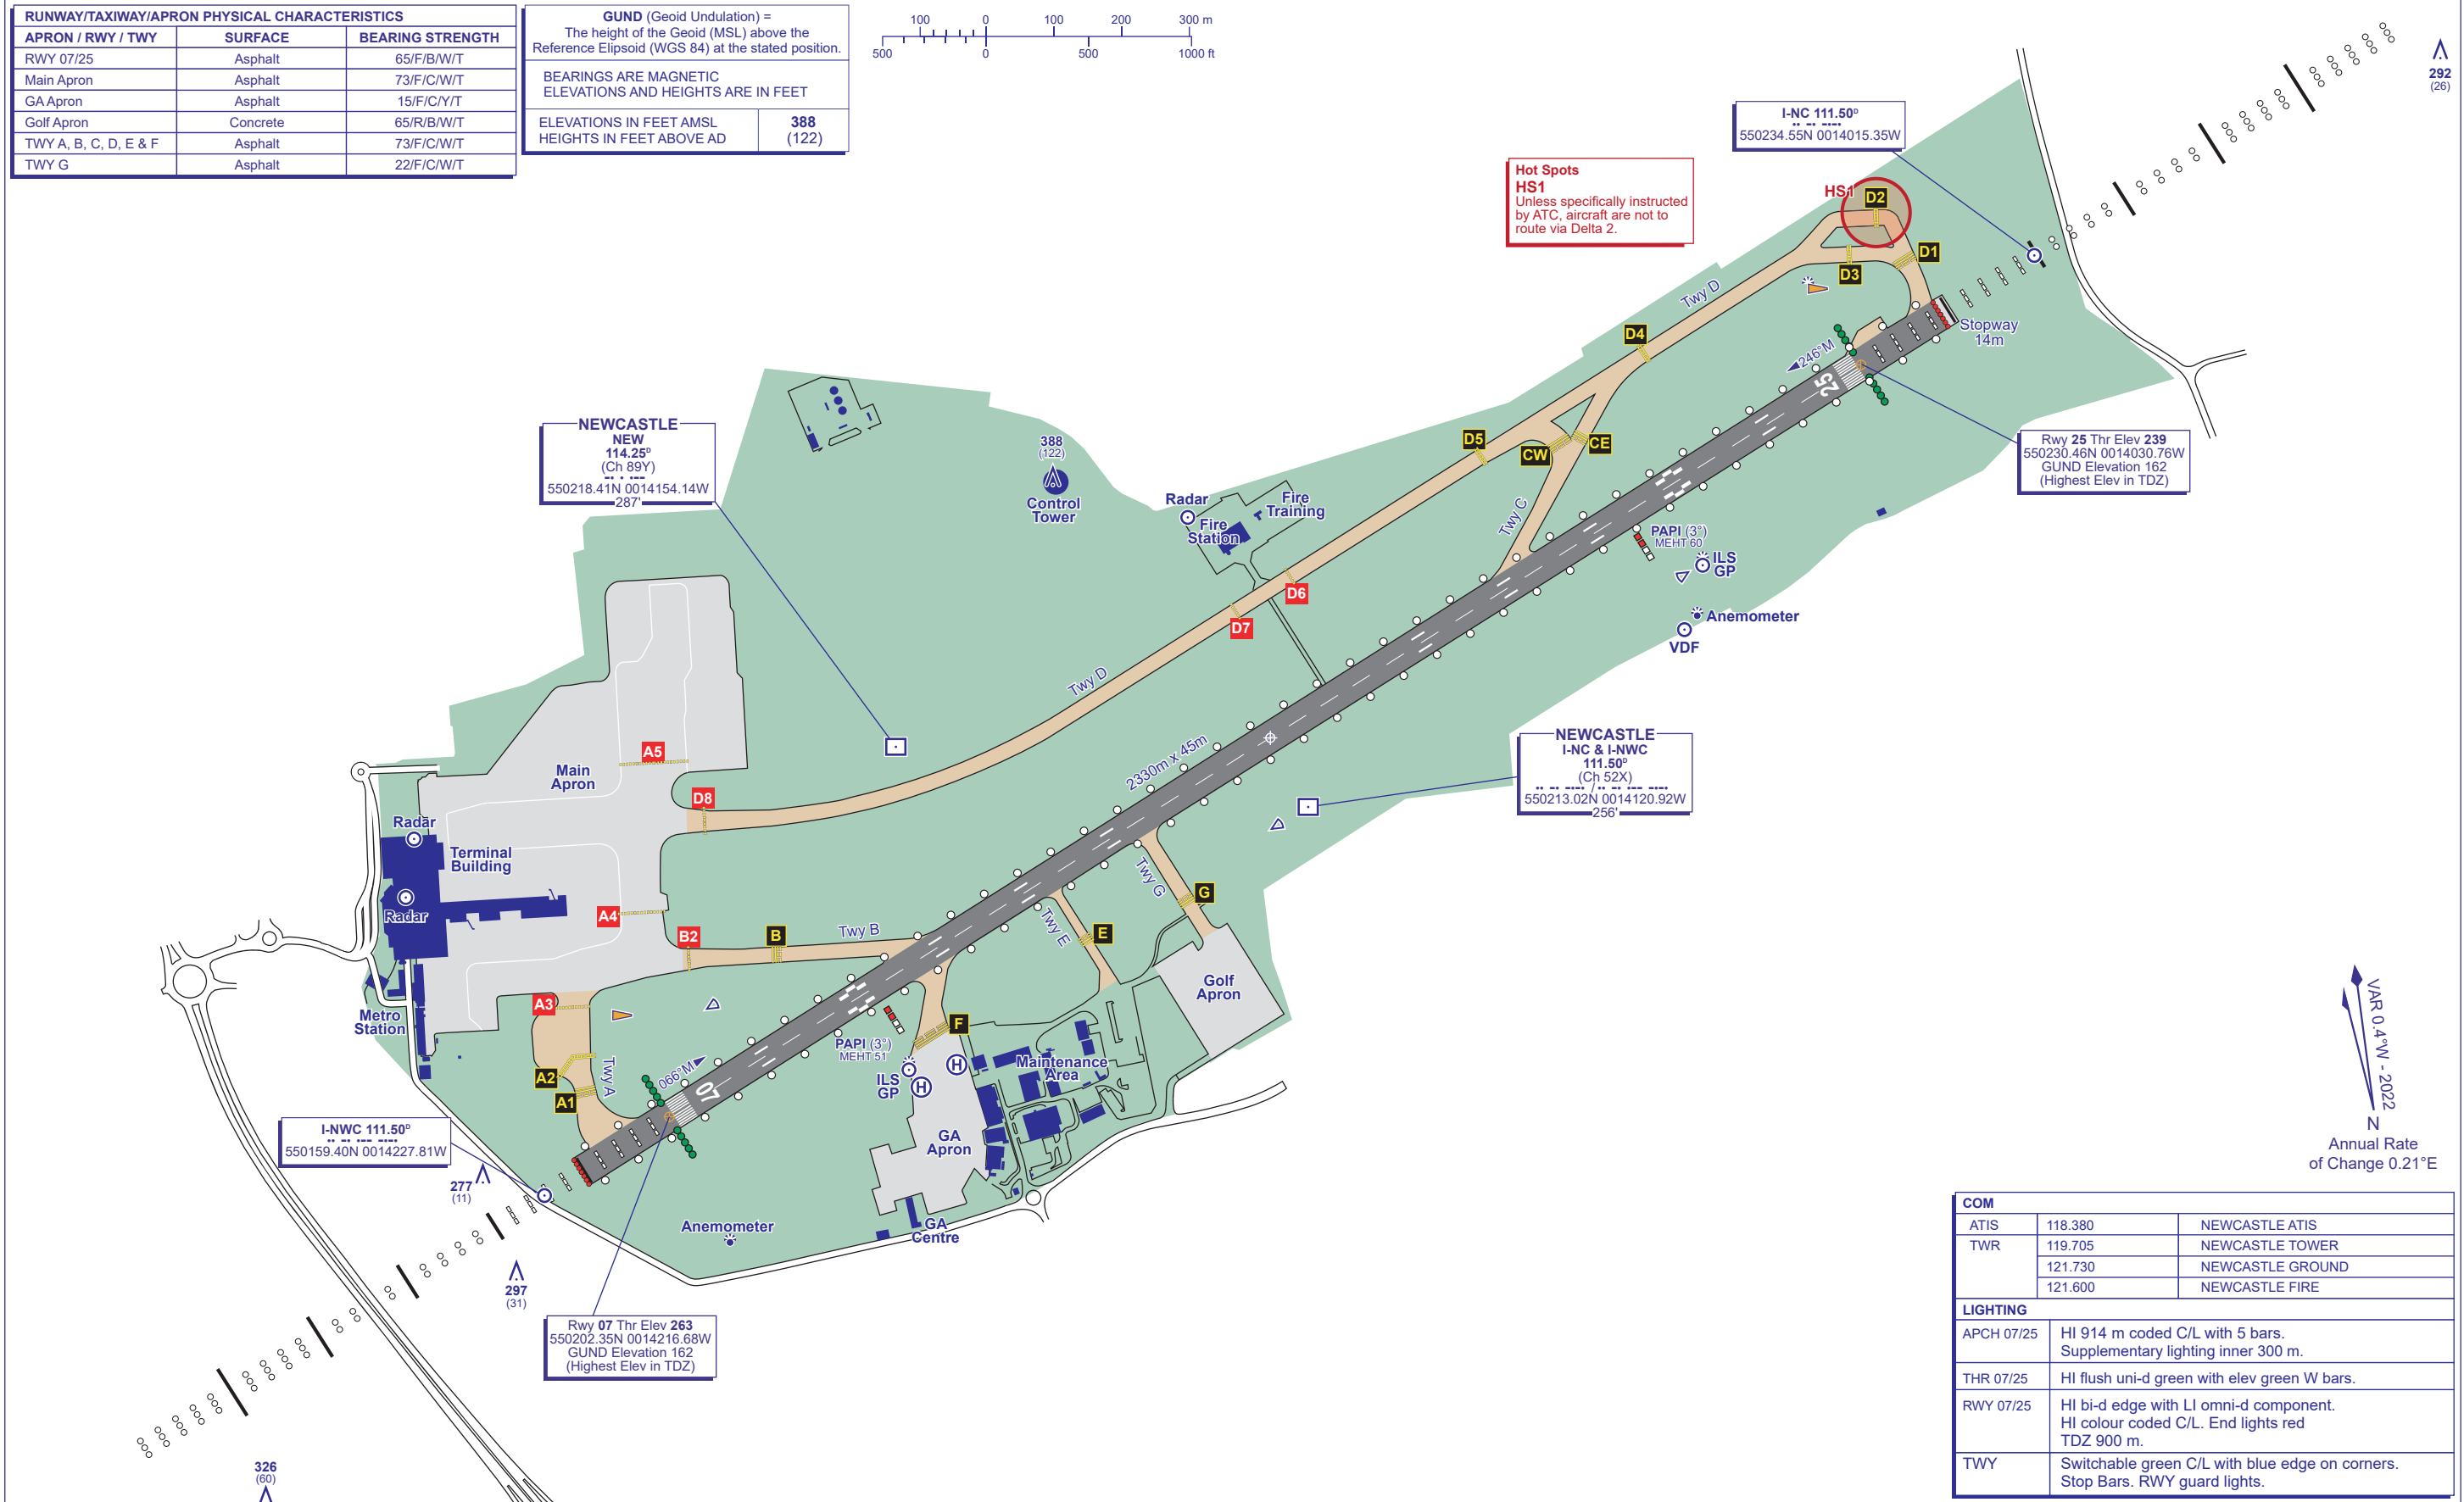 RUNWAY/TAXIWAY/APRON PHYSICAL CHARACTERISTICS
APRON / RWY / TWY SURFACE BEARING STRENGTH
RWY 07/25 Asphalt 65/F/B/W/T
Main Apron Asphalt 73/F/C/W/T
GA Apron Asphalt 15/F/C/Y/T
Golf Apron Concrete 65/R/B/W/T
TWY A, B, C, D, E & F Asphalt 73/F/C/W/T
TWY G Asphalt 22/F/C/W/T
GUND (Geoid Undulation) =
The height of the Geoid (MSL) above the
Reference Elipsoid (WGS 84) at the stated position.
BEARINGS ARE MAGNETIC
ELEVATIONS AND HEIGHTS ARE IN FEET
ELEVATIONS IN FEET AMSL 388
HEIGHTS IN FEET ABOVE AD (122)
100 0 100 200 300 m
500 0 500 1000 ft
292
(26)
I-NC 111.50D
550234.55N 0014015.35W
Hot Spots
HS1
Unless specifically instructed
by ATC, aircraft are not to
route via Delta 2.
HS1
D2
D1
D3
Twy D
Stopway
14m
D4
246°M
25
NEWCASTLE
NEW
114.25D
(Ch 89Y)
550218.41N 0014154.14W
287'
388
(122)
Control
Tower
D5
CW
CE
Rwy 25 Thr Elev 239
550230.46N 0014030.76W
GUND Elevation 162
(Highest Elev in TDZ)
Radar
Fire
Station
Fire
Training
Twy C
PAPI (3°)
MEHT 60
ILS
GP
D6
D7
Anemometer
VDF
Twy D
A5
Main
Apron
D8
2330m x 45m
NEWCASTLE
I-NC & I-NWC
111.50D
(Ch 52X)
550213.02N 0014120.92W
256'
Radar
Terminal
Building
Radar
A4
B2
B
Twy B
Twy G
G
Twy E
E
Golf
Apron
Metro
Station
A3
A2
A1
Twy A
066°M
07
PAPI (3°)
MEHT 51
F
ILS
GP
H
H
Maintenance
Area
GA
Apron
I-NWC 111.50D
550159.40N 0014227.81W
277
(11)
Anemometer
GA
Centre
297
(31)
Rwy 07 Thr Elev 263
550202.35N 0014216.68W
GUND Elevation 162
(Highest Elev in TDZ)
326
(60)
VAR 0.4°W - 2022
N
Annual Rate
of Change 0.21°E
COM
ATIS 118.380 NEWCASTLE ATIS
TWR 119.705 NEWCASTLE TOWER
121.730 NEWCASTLE GROUND
121.600 NEWCASTLE FIRE
LIGHTING
APCH 07/25 HI 914 m coded C/L with 5 bars.
Supplementary lighting inner 300 m.
THR 07/25 HI flush uni-d green with elev green W bars.
RWY 07/25 HI bi-d edge with LI omni-d component.
HI colour coded C/L. End lights red
TDZ 900 m.
TWY Switchable green C/L with blue edge on corners.
Stop Bars. RWY guard lights.